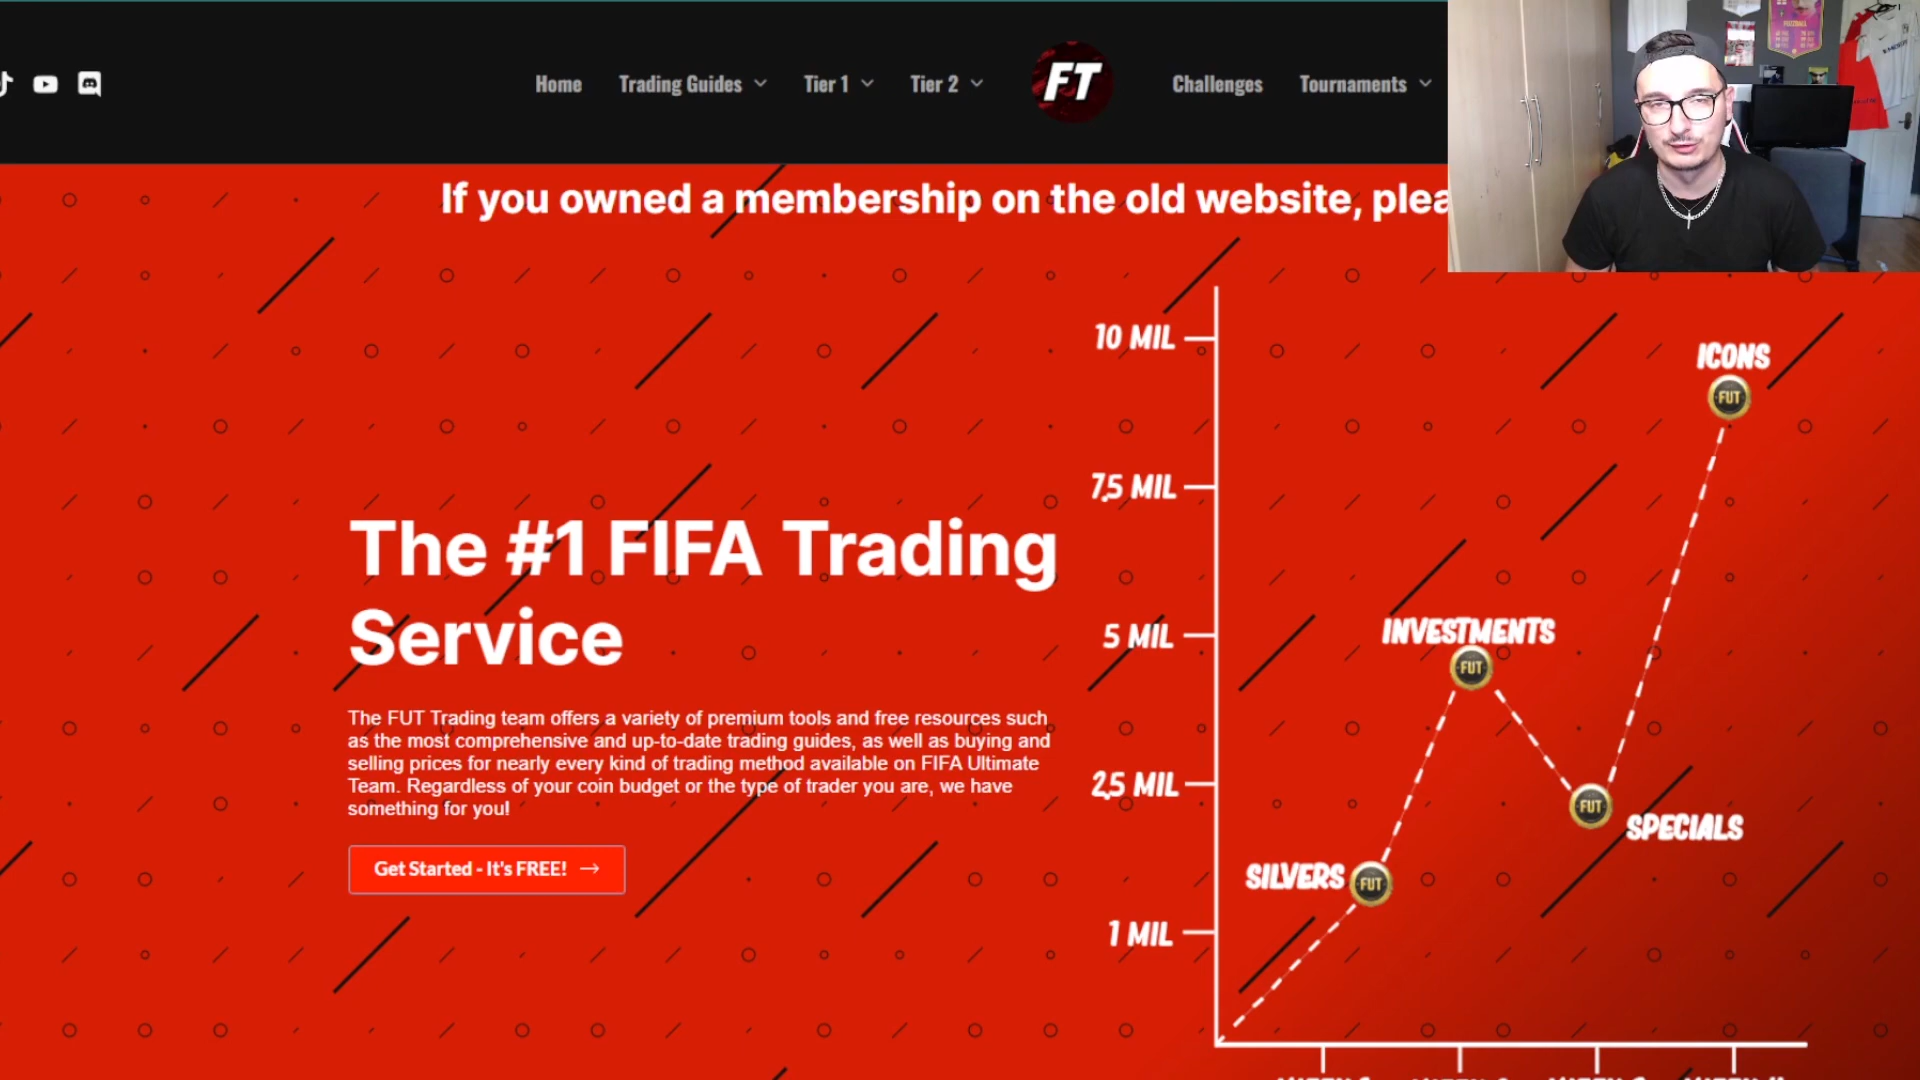 Home
Trading Guides
Tier 1
Tier 2
FT
Challenges
Tournaments
If you owned a membership on the old website,
10 MIL
ICONS
FUT
7,5 MIL
The #1 FIFA Trading
Service
5 MIL
INVESTMENTS
FUT
The FUT Trading team offers a variety of premium tools and free resources such
as the most comprehensive and up-to-date trading guides, as well as buying and
selling prices for nearly every kind of trading method available on FIFA Ultimate
Team. Regardless of your coin budget or the type of trader you are, we have
something for you!
2,5 MIL
FUT
SPECIALS
Get Started - It's FREE!
SILVERS
FUT
1 MIL